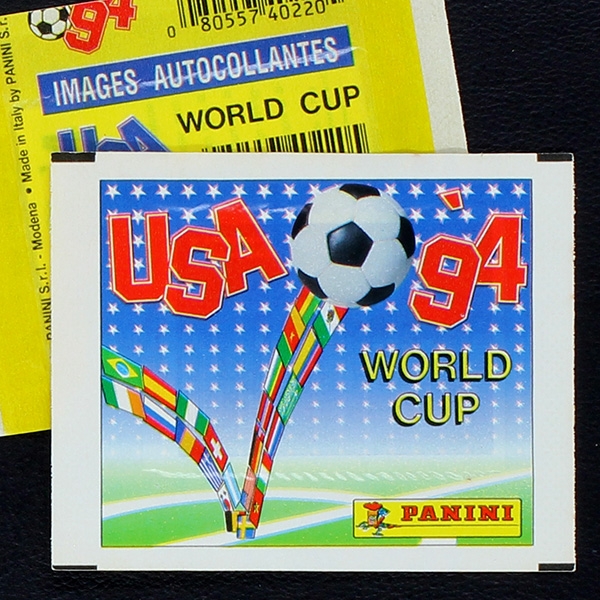 94
0 80557 40220
IMAGES AUTOCOLLANTES
USA WORLD CUP
PANINI S.r.l. - Modena • Made in Italy by PANINI S.r.
USA '94
WORLD
CUP
PANINI